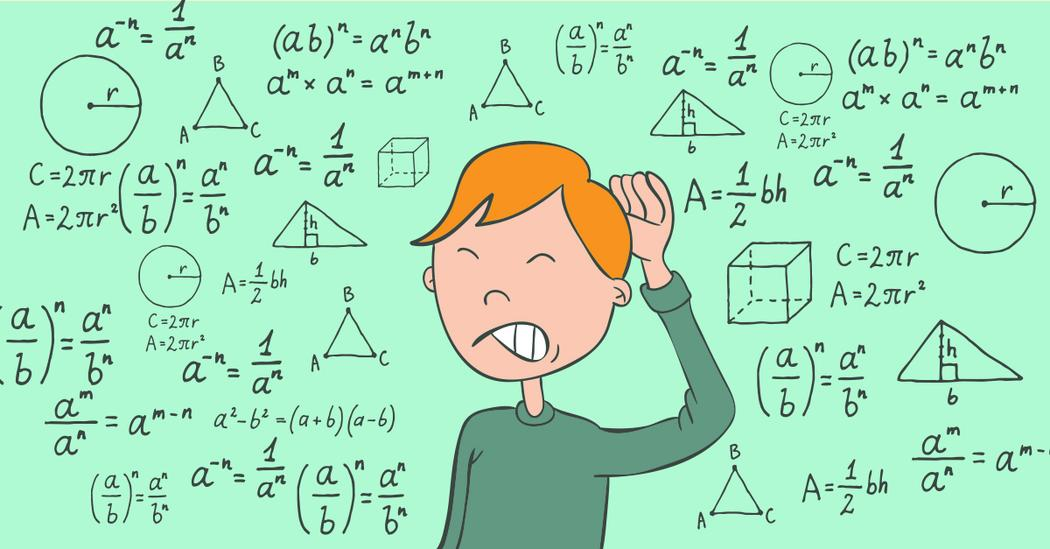 a⁻ⁿ = 1/aⁿ
(ab)ⁿ = aⁿbⁿ
aᵐ × aⁿ = aᵐ⁺ⁿ
r
B
A C
C=2πr
A=2πr²
(a/b)ⁿ = aⁿ/bⁿ
a⁻ⁿ = 1/aⁿ
h
b
r
C=2πr
A=2πr²
A=1/2 bh
(a/b)ⁿ = aⁿ/bⁿ
B
A C
a⁻ⁿ = 1/aⁿ
aᵐ/aⁿ = aᵐ⁻ⁿ
a²-b² =(a+b)(a-b)
(a/b)ⁿ = aⁿ/bⁿ
a⁻ⁿ = 1/aⁿ
(a/b)ⁿ = aⁿ/bⁿ
B
A C
(a/b)ⁿ = aⁿ/bⁿ
a⁻ⁿ = 1/aⁿ
r
C=2πr
A=2πr²
(ab)ⁿ = aⁿbⁿ
aᵐ × aⁿ = aᵐ⁺ⁿ
h
b
A=1/2 bh
a⁻ⁿ = 1/aⁿ
r
C=2πr
A=2πr²
(a/b)ⁿ = aⁿ/bⁿ
h
b
B
A C
A=1/2 bh
aᵐ/aⁿ = aᵐ⁻